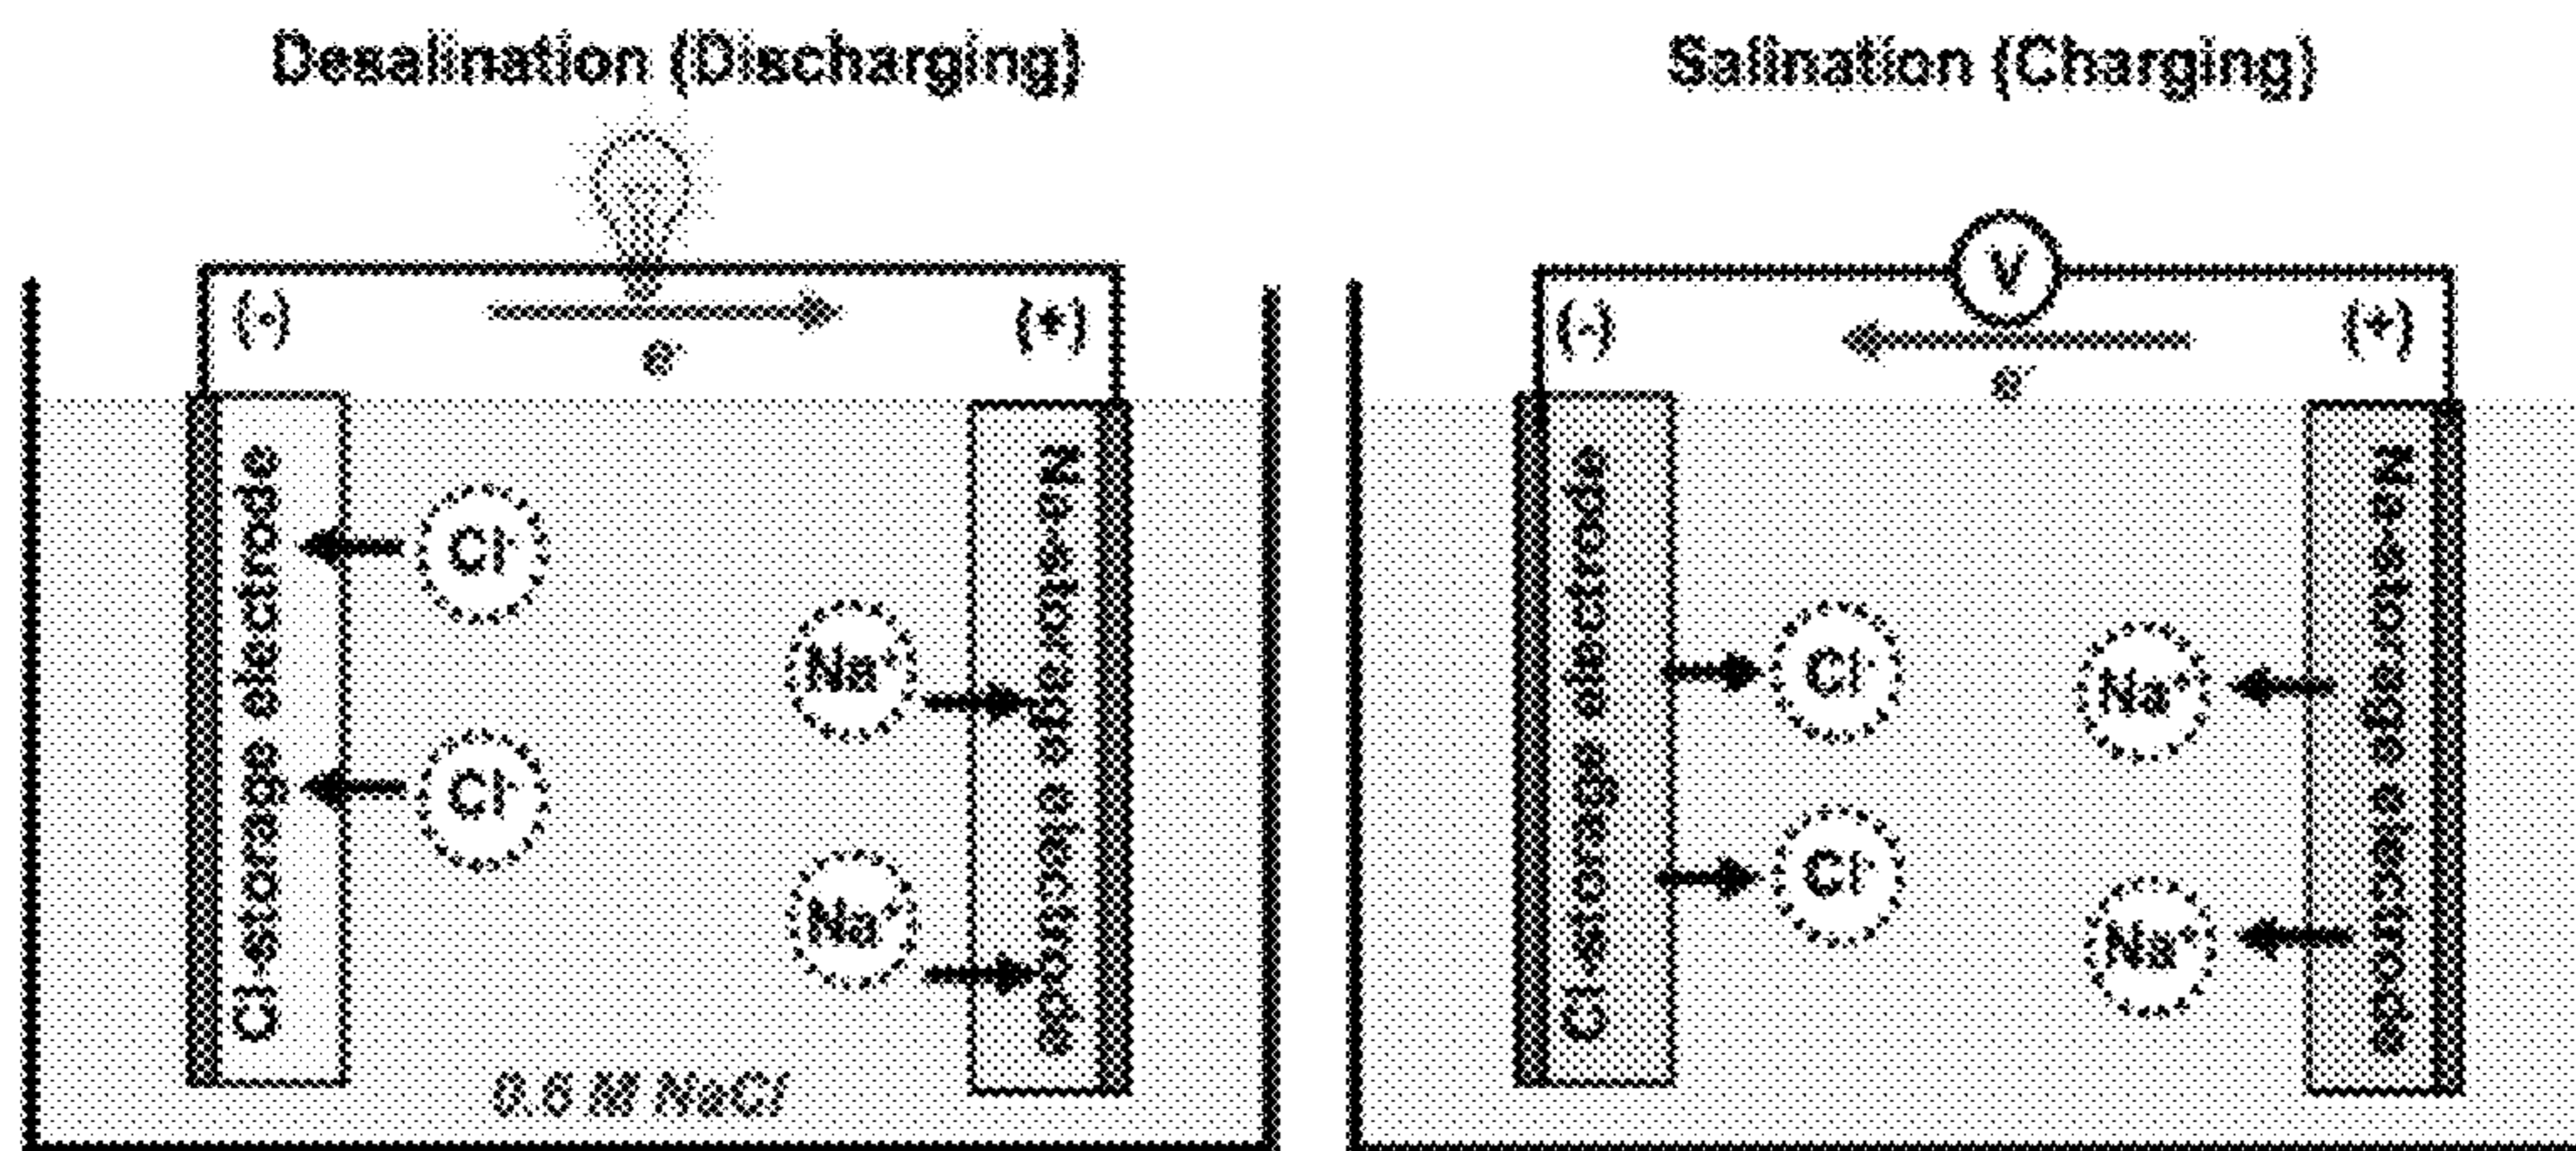 Desalination (Discharging)
(-)
(+)
e-
Cl-storage electrode
Cl-
Cl-
Na+
Na+
Na-storage electrode
0.6 M NaCl
Salination (Charging)
V
(-)
(+)
e-
Cl-storage electrode
Cl-
Cl-
Na+
Na+
Na-storage electrode